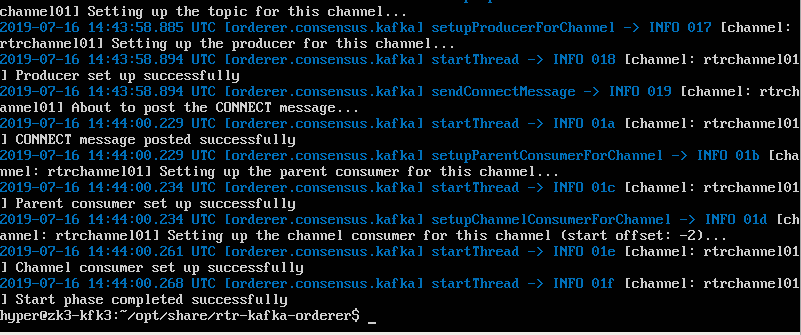 channel01] Setting up the topic for this channel...
2019-07-16 14:43:58.885 UTC [orderer.consensus.kafka] setupProducerForChannel -> INFO 017 [channel:
rtrchannel01] Setting up the producer for this channel...
2019-07-16 14:43:58.894 UTC [orderer.consensus.kafka] startThread -> INFO 018 [channel: rtrchannel01
] Producer set up successfully
2019-07-16 14:43:58.894 UTC [orderer.consensus.kafka] sendConnectMessage -> INFO 019 [channel: rtrch
annel01] About to post the CONNECT message...
2019-07-16 14:44:00.229 UTC [orderer.consensus.kafka] startThread -> INFO 01a [channel: rtrchannel01
] CONNECT message posted successfully
2019-07-16 14:44:00.229 UTC [orderer.consensus.kafka] setupParentConsumerForChannel -> INFO 01b [cha
nnel: rtrchannel01] Setting up the parent consumer for this channel...
2019-07-16 14:44:00.234 UTC [orderer.consensus.kafka] startThread -> INFO 01c [channel: rtrchannel01
] Parent consumer set up successfully
2019-07-16 14:44:00.234 UTC [orderer.consensus.kafka] setupChannelConsumerForChannel -> INFO 01d [ch
annel: rtrchannel01] Setting up the channel consumer for this channel (start offset: -2)...
2019-07-16 14:44:00.261 UTC [orderer.consensus.kafka] startThread -> INFO 01e [channel: rtrchannel01
] Channel consumer set up successfully
2019-07-16 14:44:00.268 UTC [orderer.consensus.kafka] startThread -> INFO 01f [channel: rtrchannel01
] Start phase completed successfully
hyper@zk3-kfk3:~/opt/share/rtr-kafka-orderer$ _